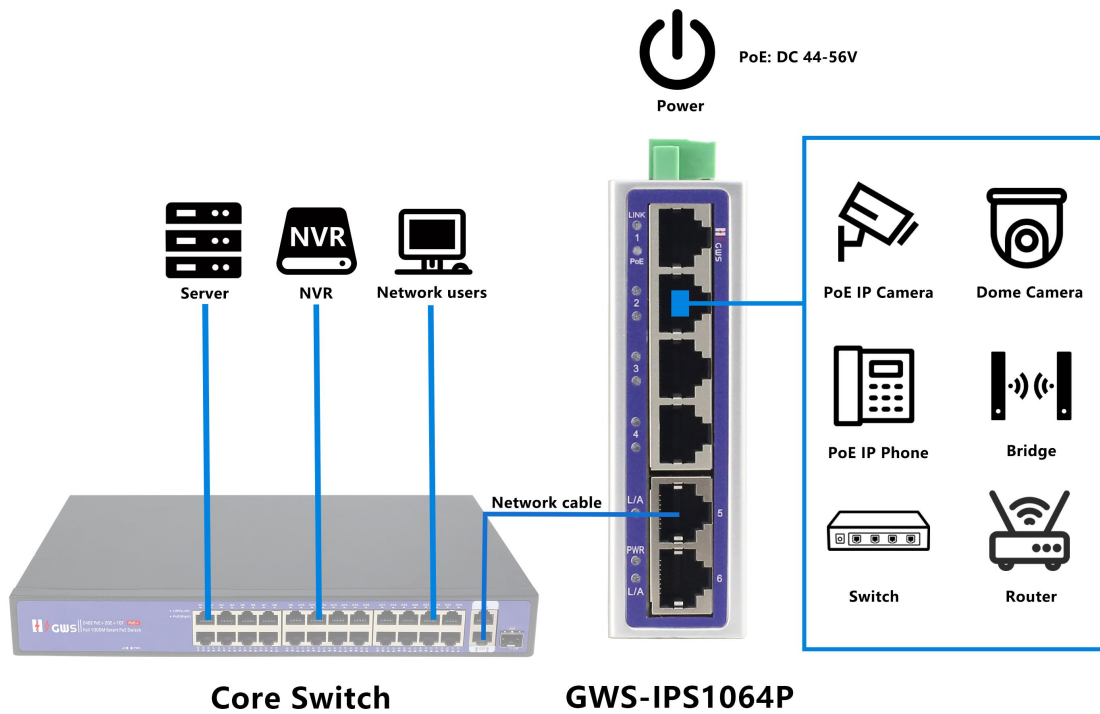 PoE: DC 44-56V
Power
LINK
1
PoE
GWS
2
3
4
L/A
5
PWR
L/A
6
PoE IP Camera
Dome Camera
PoE IP Phone
Bridge
Switch
Router
NVR
Server
NVR
Network users
Network cable
GWS
Core Switch
GWS-IPS1064P